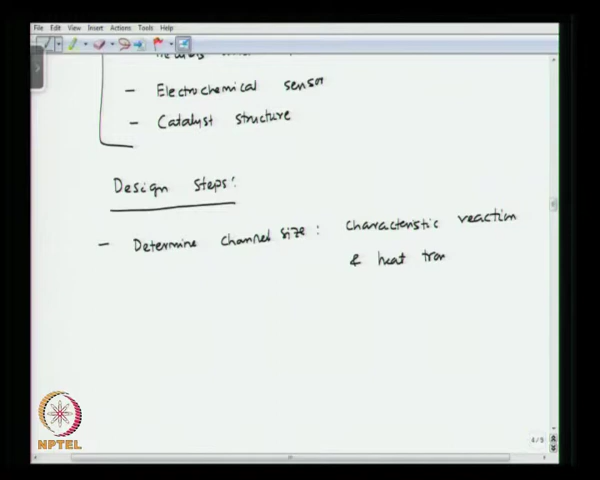 File Edit View Insert Actions Tools Help
- Electrochemical sensor
- Catalyst structure
Design steps:
- Determine channel size : characteristic reaction
& heat tran
4/5
NPTEL